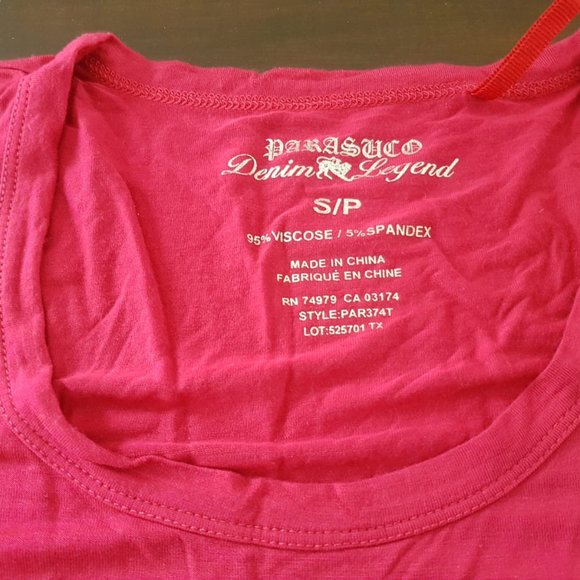 PARASUCO
Denim Legend
S/P
95% VISCOSE / 5% SPANDEX
MADE IN CHINA
FABRIQUÉ EN CHINE
RN 74979 CA 03174
STYLE:PAR374T
LOT:525701 TX